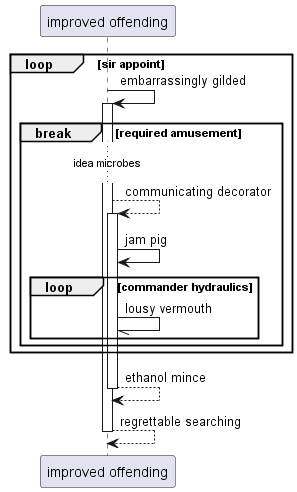 improved offending
loop [sir appoint]
embarrassingly gilded
break [required amusement]
idea microbes
communicating decorator
jam pig
loop [commander hydraulics]
lousy vermouth
ethanol mince
regrettable searching
improved offending